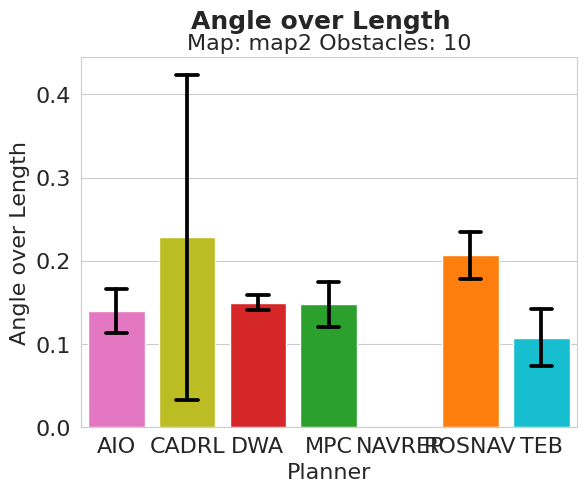 Angle over Length
Map: map2 Obstacles: 10
Angle over Length
0.4
0.3
0.2
0.1
0.0
AIO CADRL DWA MPC NAVREP ROSNAV TEB
Planner